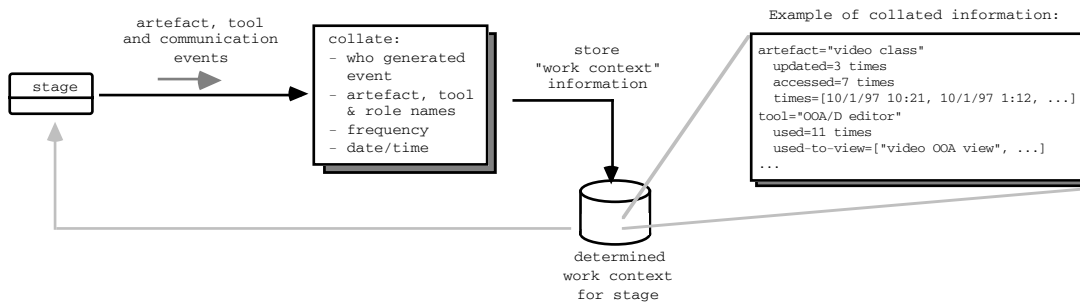 artefact, tool
and communication
events
stage
collate:
- who generated
event
- artefact, tool
& role names
- frequency
- date/time
store
"work context"
information
determined
work context
for stage
Example of collated information:
artefact="video class"
updated=3 times
accessed=7 times
times=[10/1/97 10:21, 10/1/97 1:12, ...]
tool="OOA/D editor"
used=11 times
used-to-view=["video OOA view", ...]
...